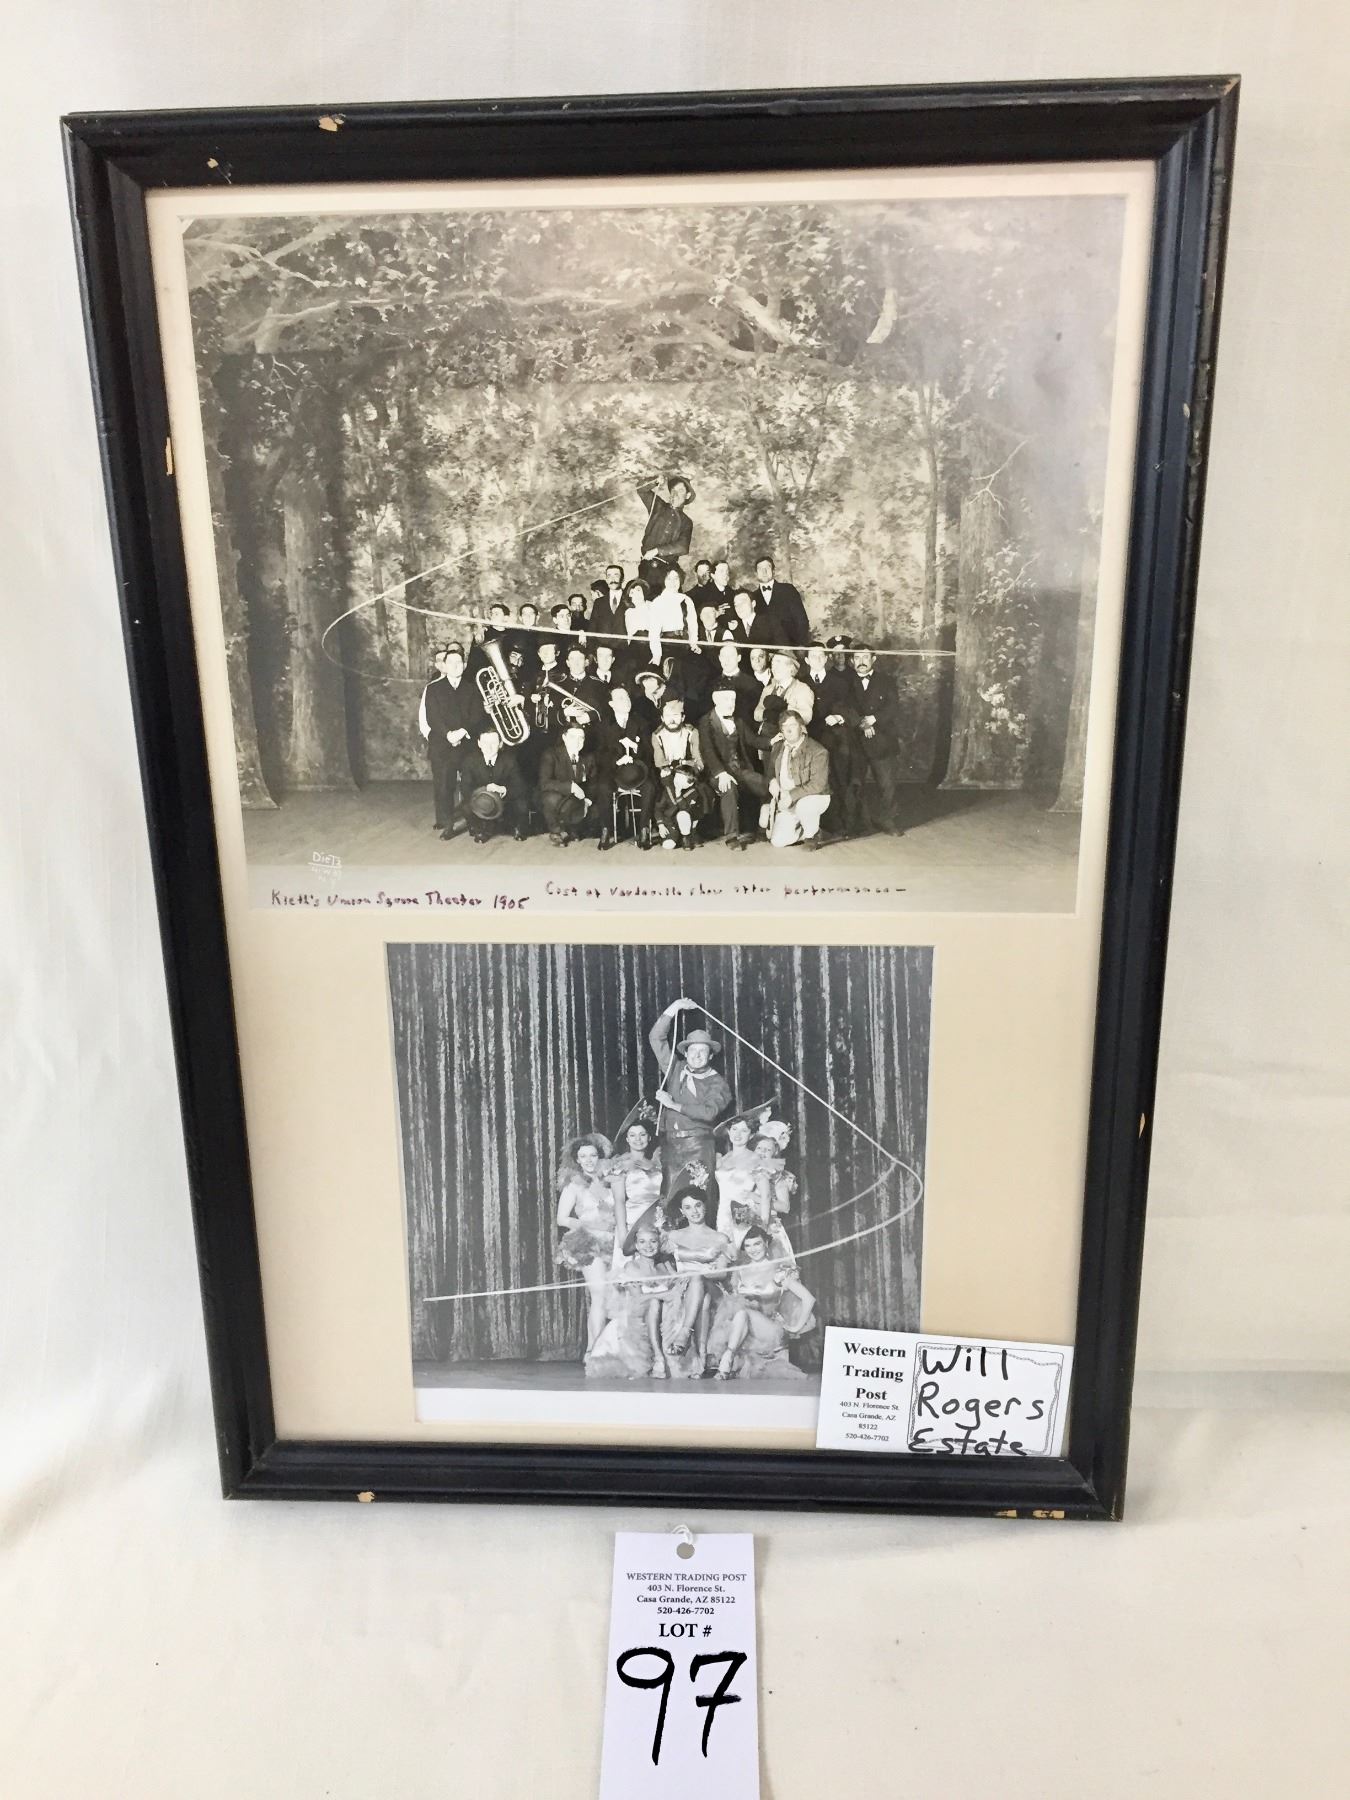 DIETZ
N.Y.
Kieth's Union Square Theater 1905
Cast of Vaudeville show after performance—
Western
Trading
Post
403 N. Florence St.
Casa Grande, AZ
85122
520-426-7702
Will
Rogers
Estate
WESTERN TRADING POST
403 N. Florence St.
Casa Grande, AZ 85122
520-426-7702
LOT #
97